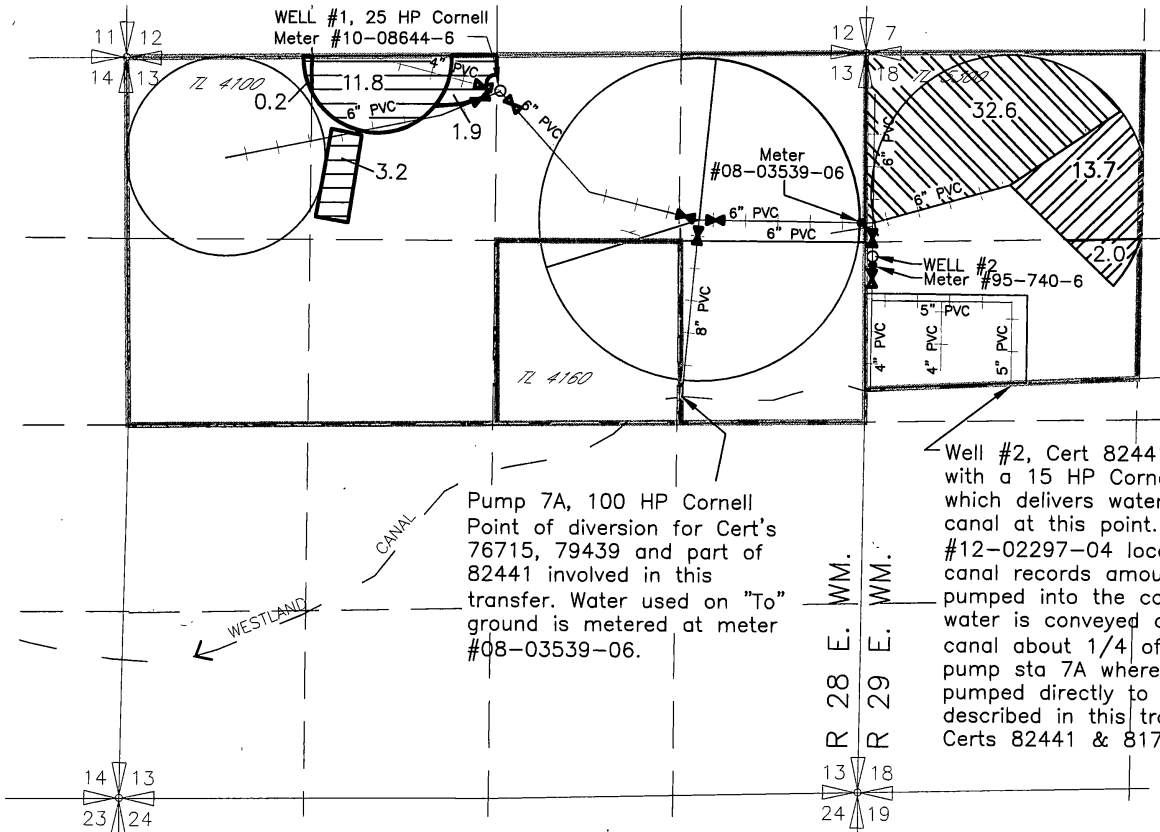 WELL #1, 25 HP Cornell
Meter #10-08644-6
11 12
14 13
12 7
13 18
TL 4100
4" PVC
11.8
0.2
6" PVC
1.9
3.2
6" PVC
Meter
#08-03539-06
6" PVC
6" PVC
8" PVC
TL 4160
6" PVC
32.6
6" PVC
13.7
2.0
WELL #2
Meter #95-740-6
5" PVC
4" PVC
4" PVC
5" PVC
Pump 7A, 100 HP Cornell
Point of diversion for Cert's
76715, 79439 and part of
82441 involved in this
transfer. Water used on "To"
ground is metered at meter
#08-03539-06.
Well #2, Cert 8244
with a 15 HP Corne
which delivers water
canal at this point.
#12-02297-04 loc
canal records amou
pumped into the ca
water is conveyed
canal about 1/4 of
pump sta 7A where
pumped directly to
described in this tra
Certs 82441 & 817
CANAL
WESTLAND
R 28 E. WM.
R 29 E. WM.
14 13
23 24
13 18
24 19